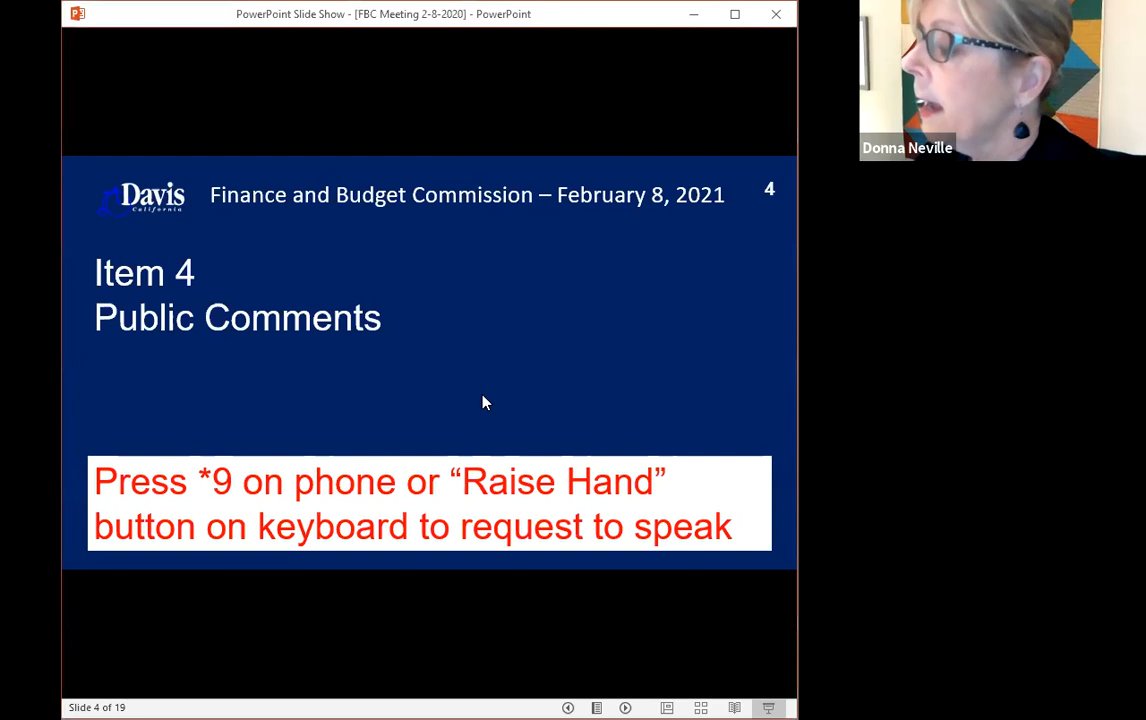 PowerPoint Slide Show - [FBC Meeting 2-8-2020] - PowerPoint
Donna Neville
Davis
California
Finance and Budget Commission – February 8, 2021
4
Item 4
Public Comments
Press *9 on phone or “Raise Hand”
button on keyboard to request to speak
Slide 4 of 19